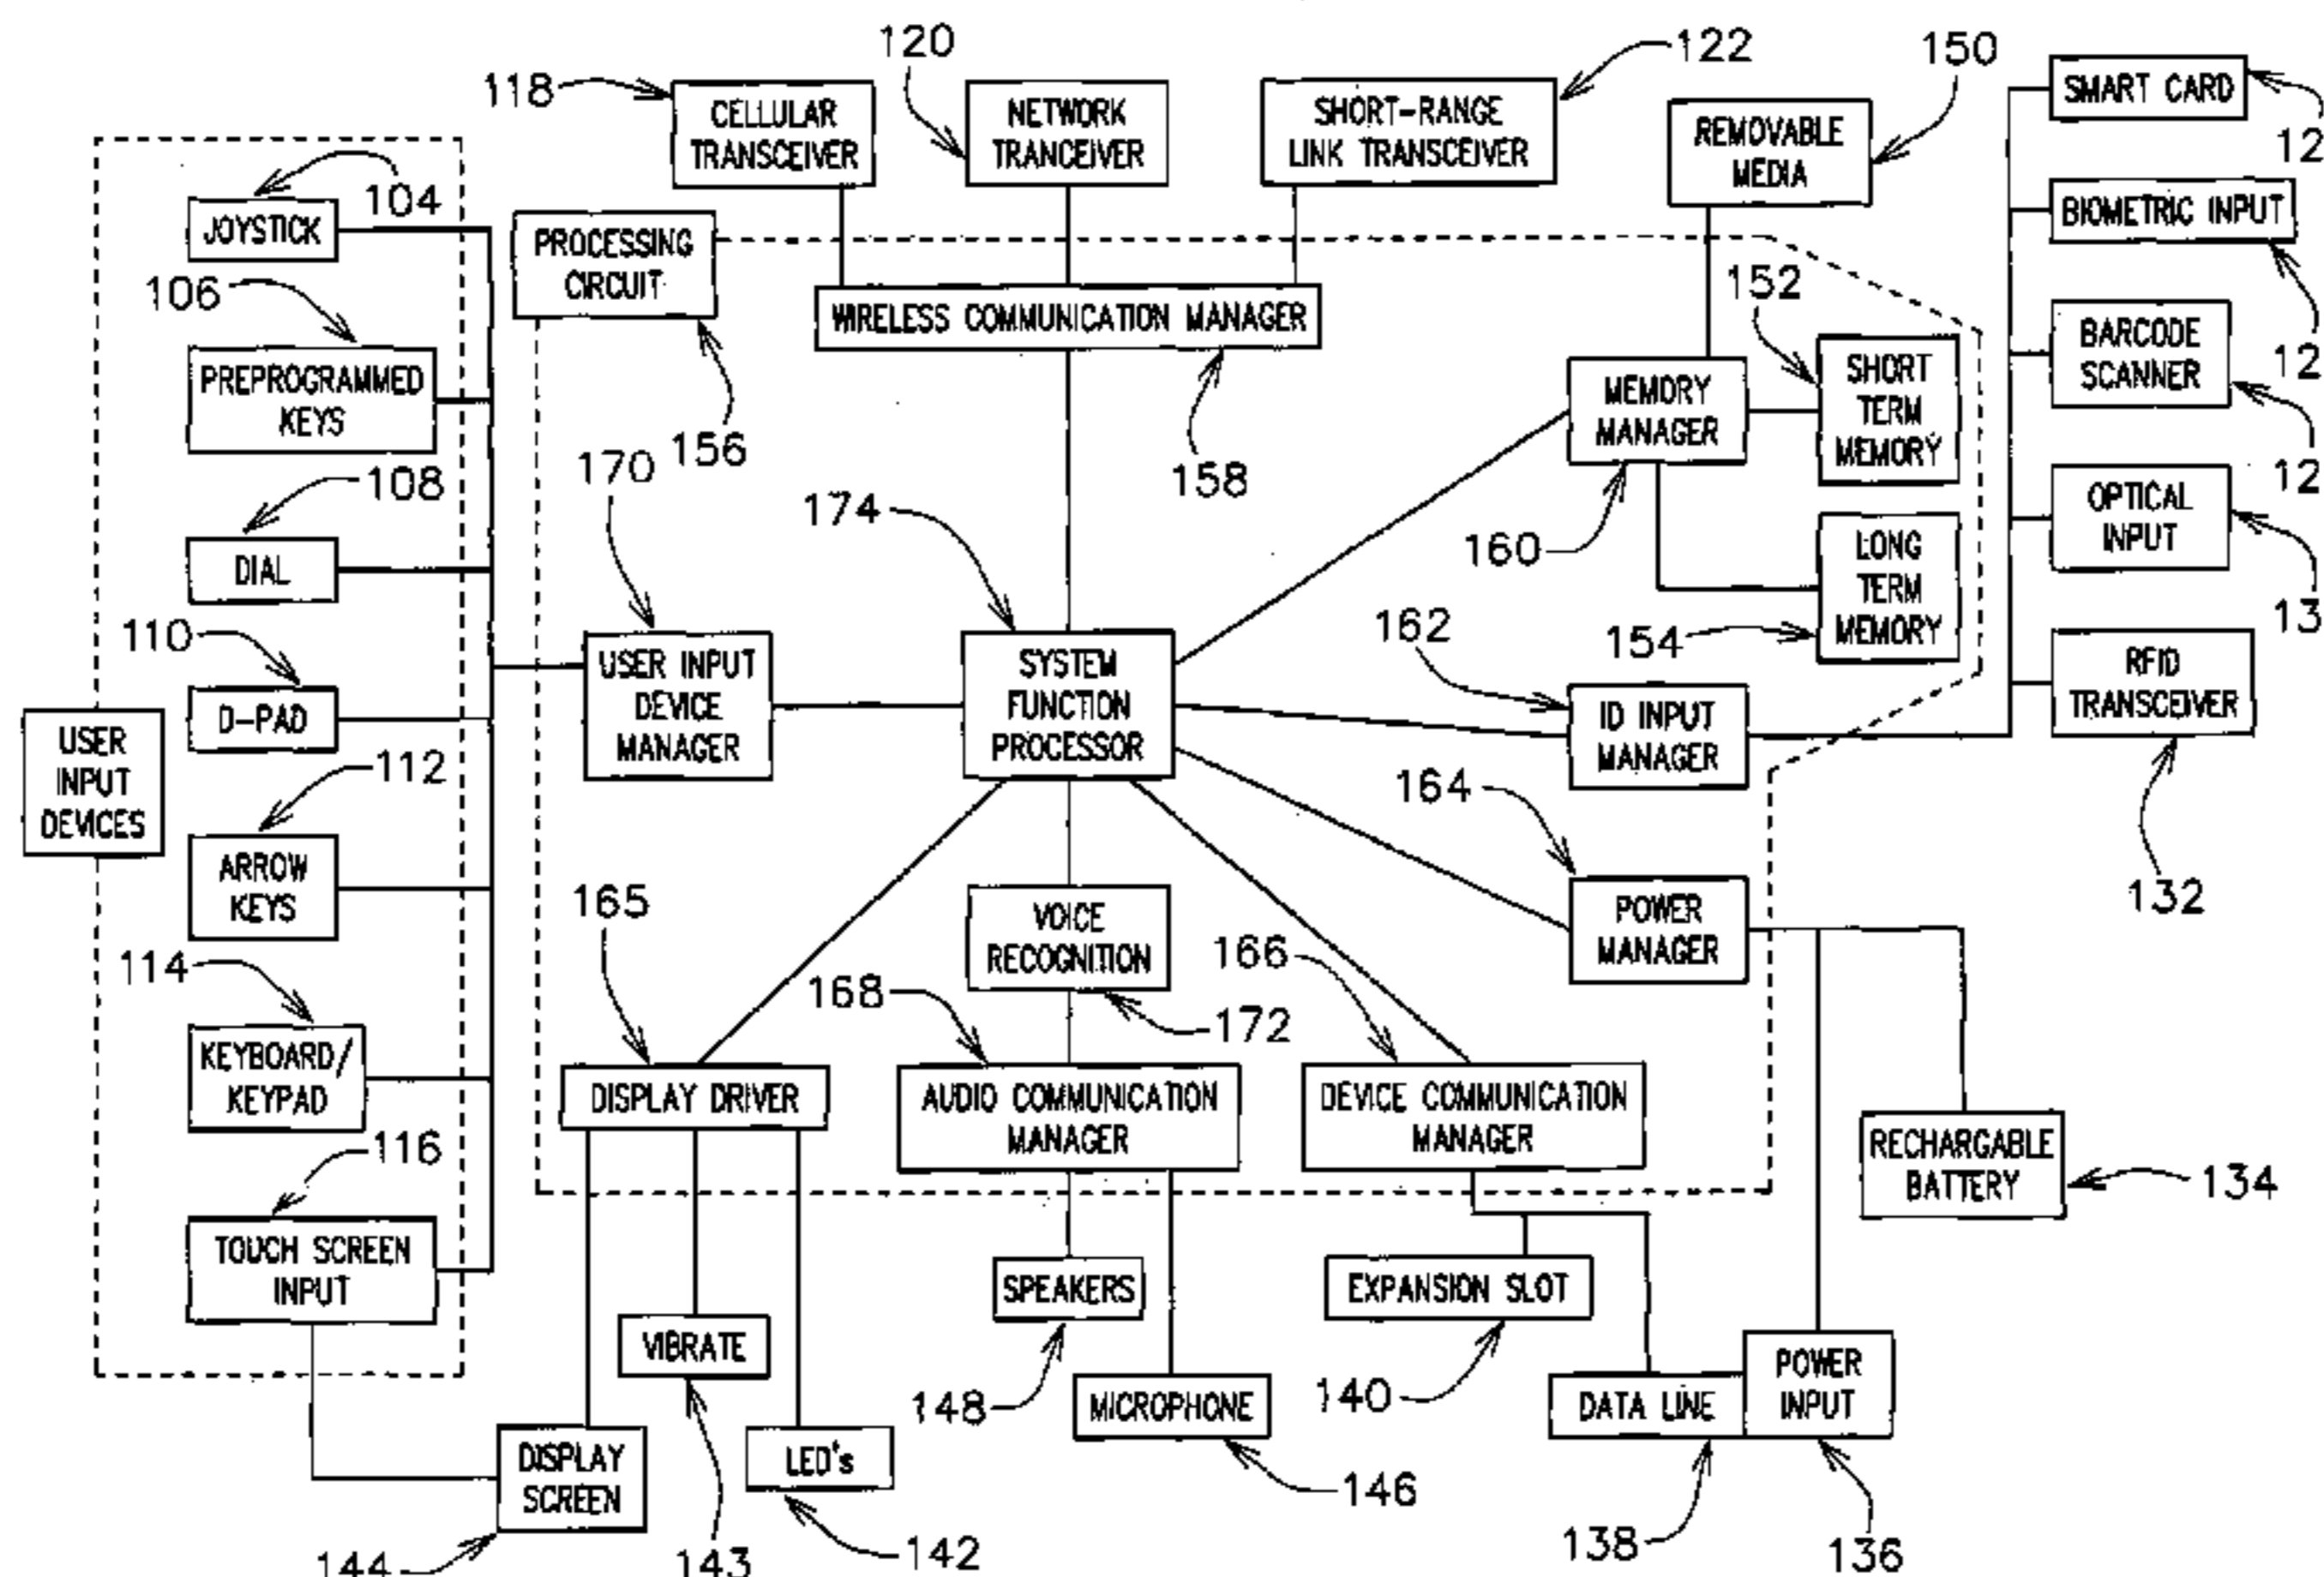 118
CELLULAR
TRANSCEIVER
120
NETWORK
TRANCEIVER
122
SHORT-RANGE
LINK TRANSCEIVER
150
REMOVABLE
MEDIA
SMART CARD
12
BIOMETRIC INPUT
12
BARCODE
SCANNER
12
OPTICAL
INPUT
13
RFID
TRANSCEIVER
132
104
JOYSTICK
106
PREPROGRAMMED
KEYS
108
DIAL
110
D-PAD
USER
INPUT
DEVICES
112
ARROW
KEYS
114
KEYBOARD/
KEYPAD
116
TOUCH SCREEN
INPUT
PROCESSING
CIRCUIT
156
WIRELESS COMMUNICATION MANAGER
158
152
SHORT
TERM
MEMORY
MEMORY
MANAGER
160
LONG
TERM
MEMORY
154
170
USER INPUT
DEVICE
MANAGER
174
SYSTEM
FUNCTION
PROCESSOR
162
ID INPUT
MANAGER
164
POWER
MANAGER
165
DISPLAY DRIVER
VOICE
RECOGNITION
172
168
AUDIO COMMUNICATION
MANAGER
166
DEVICE COMMUNICATION
MANAGER
RECHARGABLE
BATTERY
134
SPEAKERS
148
EXPANSION SLOT
140
VIBRATE
143
MICROPHONE
146
DATA LINE
138
POWER
INPUT
136
DISPLAY
SCREEN
144
LED's
142